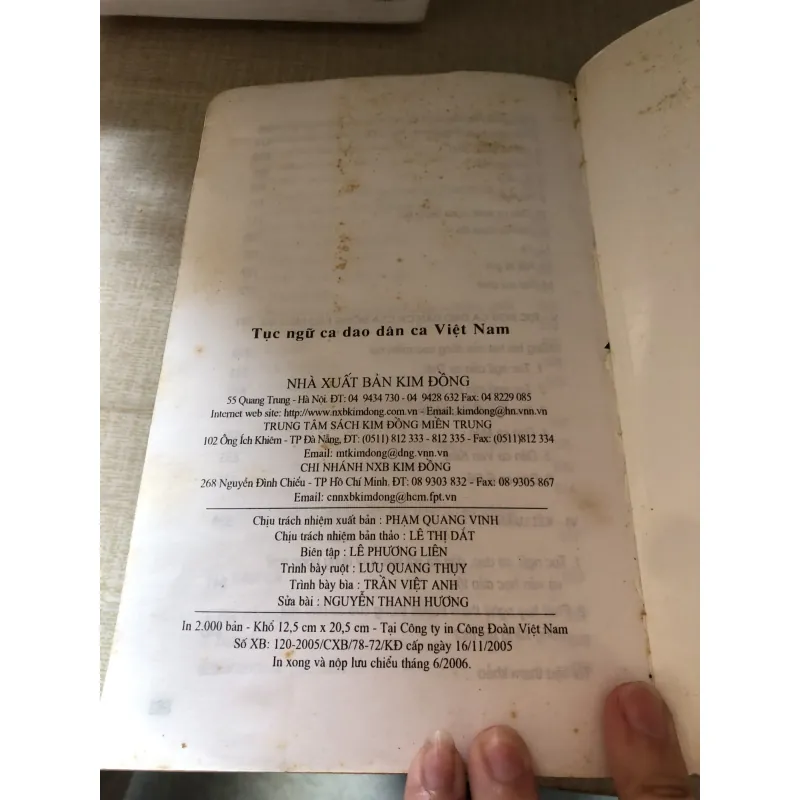 Tục ngữ ca dao dân ca Việt Nam
NHÀ XUẤT BẢN KIM ĐỒNG
55 Quang Trung - Hà Nội. ĐT: 04 9434 730 - 04 9428 632 Fax: 04 8229 085
Internet web site: http://www.nxbkimdong.com.vn - Email: kimdong@hn.vnn.vn
TRUNG TÂM SÁCH KIM ĐỒNG MIỀN TRUNG
102 Ông Ích Khiêm - TP Đà Nẵng, ĐT: (0511) 812 333 - 812 335 - Fax: (0511)812 334
Email: mtkimdong@dng.vnn.vn
CHI NHÁNH NXB KIM ĐỒNG
268 Nguyễn Đình Chiểu - TP Hồ Chí Minh. ĐT: 08 9303 832 - Fax: 08 9305 867
Email: cnnxbkimdong@hcm.fpt.vn
Chịu trách nhiệm xuất bản : PHẠM QUANG VINH
Chịu trách nhiệm bản thảo : LÊ THỊ DẮT
Biên tập : LÊ PHƯƠNG LIÊN
Trình bày ruột : LƯU QUANG THỤY
Trình bày bìa : TRẦN VIỆT ANH
Sửa bài : NGUYỄN THANH HƯƠNG
In 2.000 bản - Khổ 12,5 cm x 20,5 cm - Tại Công ty in Công Đoàn Việt Nam
Số XB: 120-2005/CXB/78-72/KĐ cấp ngày 16/11/2005
In xong và nộp lưu chiểu tháng 6/2006.